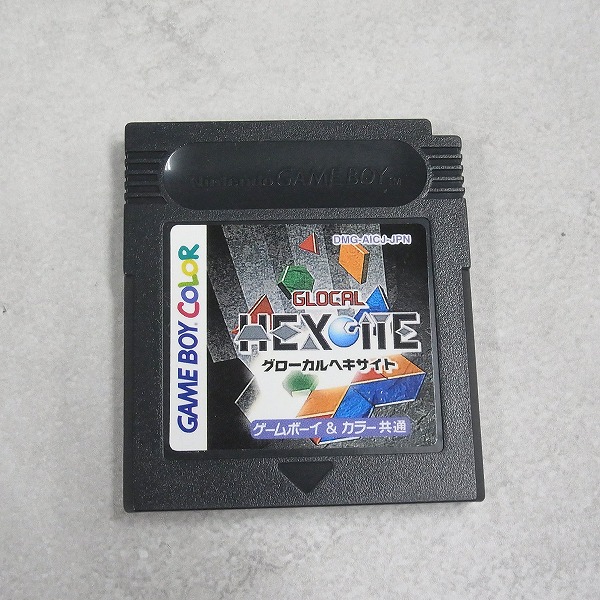 Nintendo GAME BOY TM
DMG-AICJ-JPN
GLOCAL
HEXCITE
グローカルヘキサイト
ゲームボーイ & カラー共通
GAME BOY COLOR